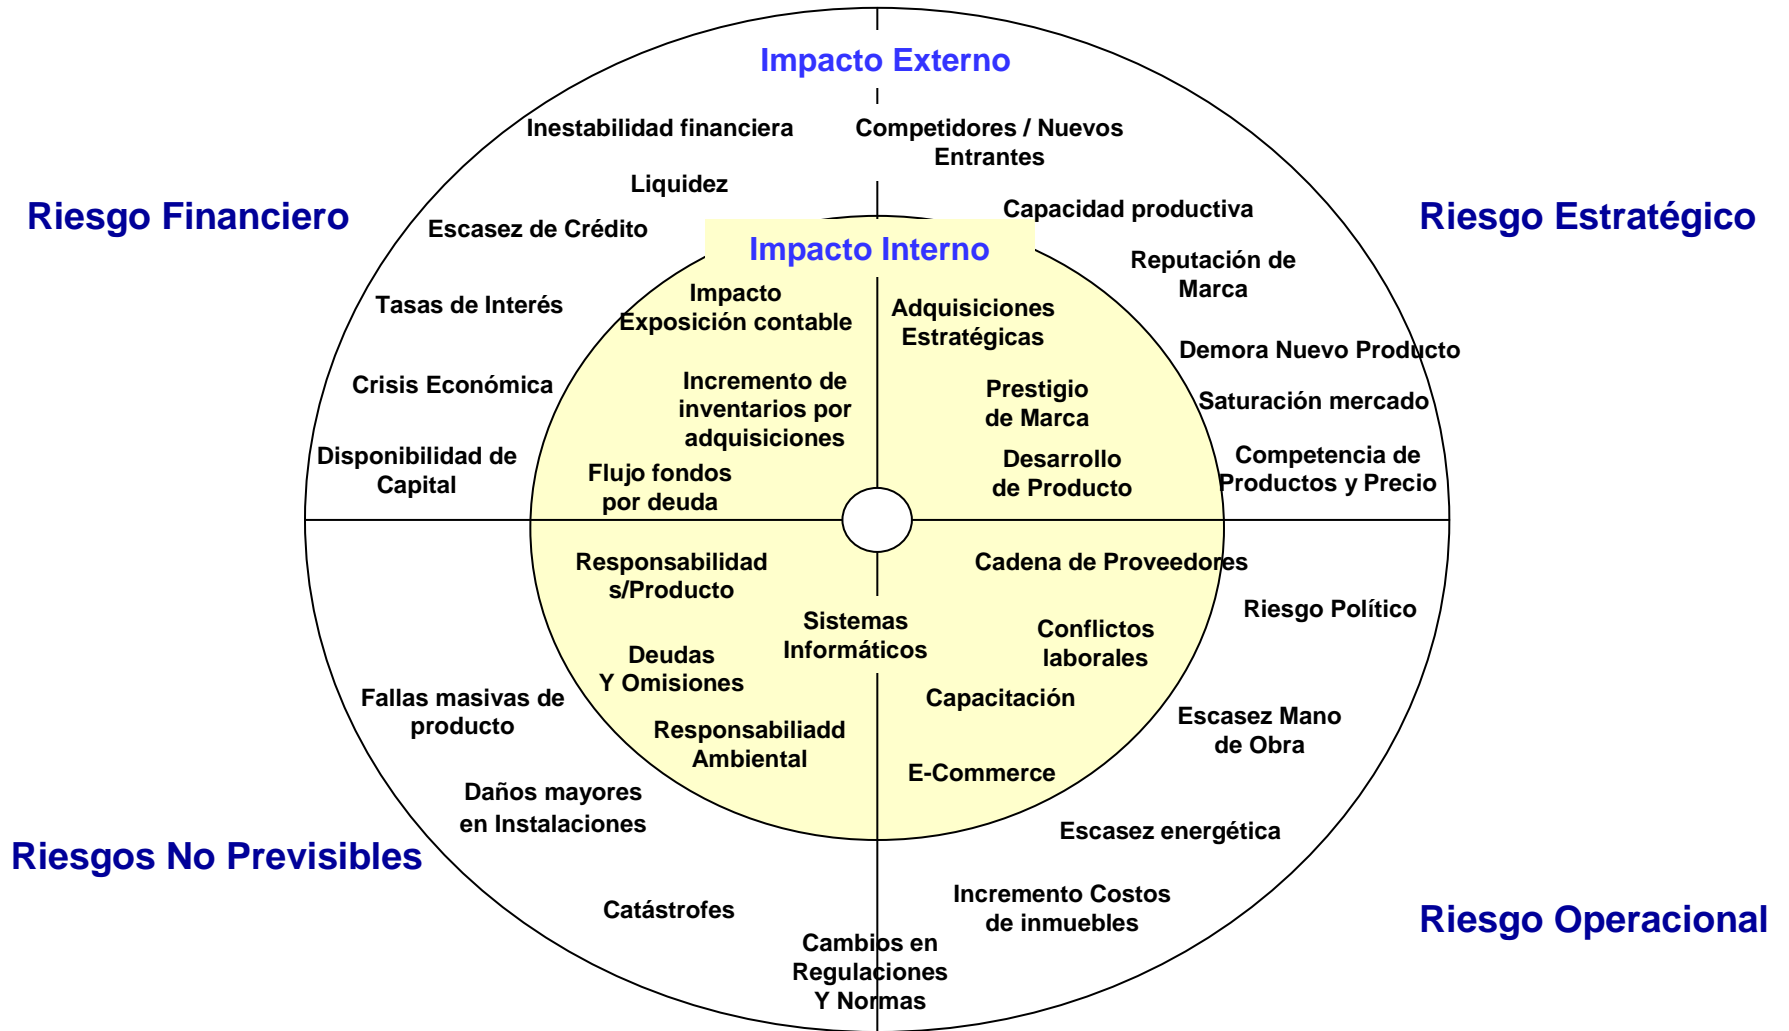 Impacto Externo
Inestabilidad financiera
Liquidez
Escasez de Crédito
Tasas de Interés
Crisis Económica
Disponibilidad de
Capital
Riesgo Financiero
Competidores / Nuevos
Entrantes
Capacidad productiva
Reputación de
Marca
Demora Nuevo Producto
Saturación mercado
Competencia de
Productos y Precio
Riesgo Estratégico
Impacto Interno
Impacto
Exposición contable
Incremento de
inventarios por
adquisiciones
Flujo fondos
por deuda
Adquisiciones
Estratégicas
Prestigio
de Marca
Desarrollo
de Producto
Responsabilidad
s/Producto
Deudas
Y Omisiones
Responsabiliadd
Ambiental
Sistemas
Informáticos
Cadena de Proveedores
Conflictos
laborales
Capacitación
E-Commerce
Fallas masivas de
producto
Daños mayores
en Instalaciones
Catástrofes
Riesgos No Previsibles
Cambios en
Regulaciones
Y Normas
Riesgo Político
Escasez Mano
de Obra
Escasez energética
Incremento Costos
de inmuebles
Riesgo Operacional